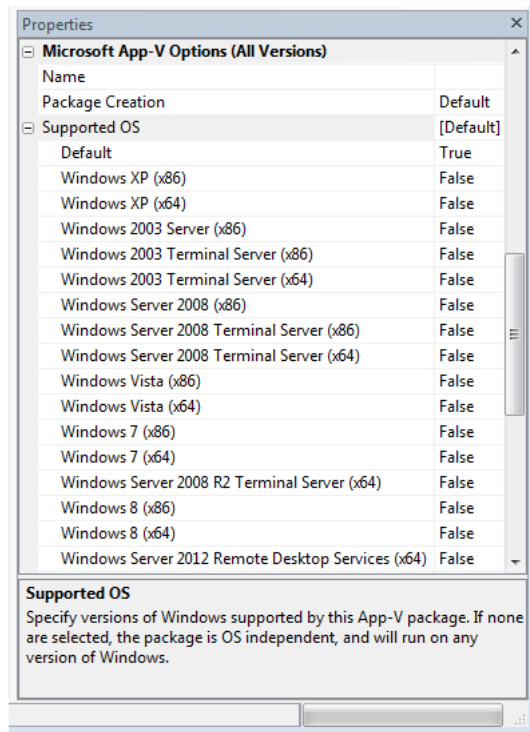 Properties
Microsoft App-V Options (All Versions)
Name
Package Creation Default
Supported OS [Default]
Default True
Windows XP (x86) False
Windows XP (x64) False
Windows 2003 Server (x86) False
Windows 2003 Terminal Server (x86) False
Windows 2003 Terminal Server (x64) False
Windows Server 2008 (x86) False
Windows Server 2008 Terminal Server (x86) False
Windows Server 2008 Terminal Server (x64) False
Windows Vista (x86) False
Windows Vista (x64) False
Windows 7 (x86) False
Windows 7 (x64) False
Windows Server 2008 R2 Terminal Server (x64) False
Windows 8 (x86) False
Windows 8 (x64) False
Windows Server 2012 Remote Desktop Services (x64) False
Supported OS
Specify versions of Windows supported by this App-V package. If none
are selected, the package is OS independent, and will run on any
version of Windows.